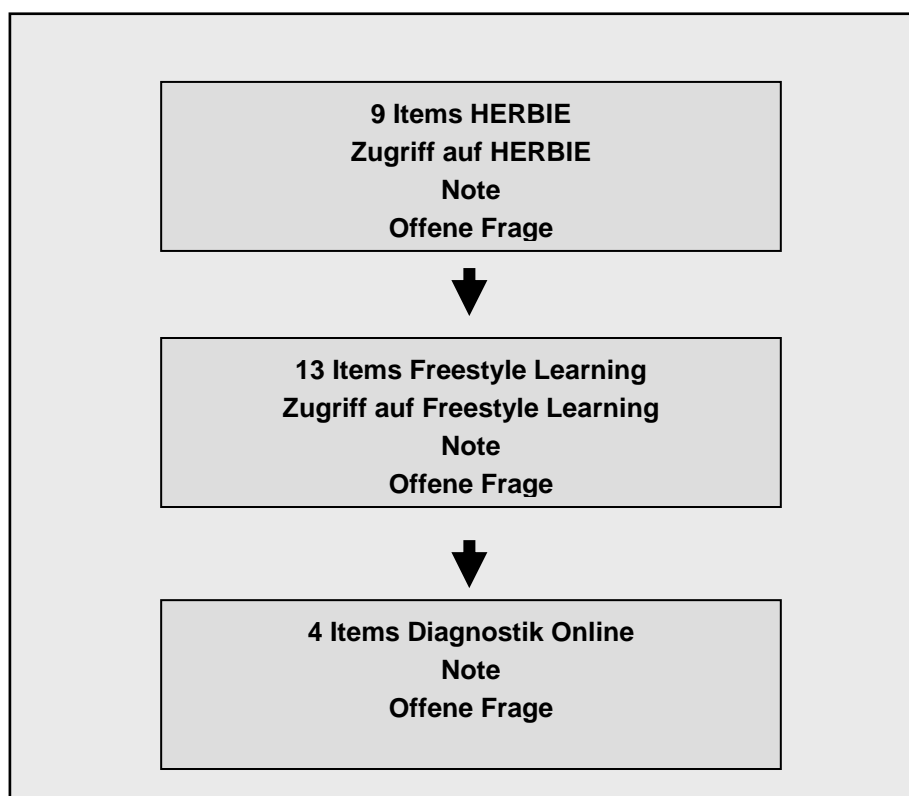 9 Items HERBIE
Zugriff auf HERBIE
Note
Offene Frage
13 Items Freestyle Learning
Zugriff auf Freestyle Learning
Note
Offene Frage
4 Items Diagnostik Online
Note
Offene Frage